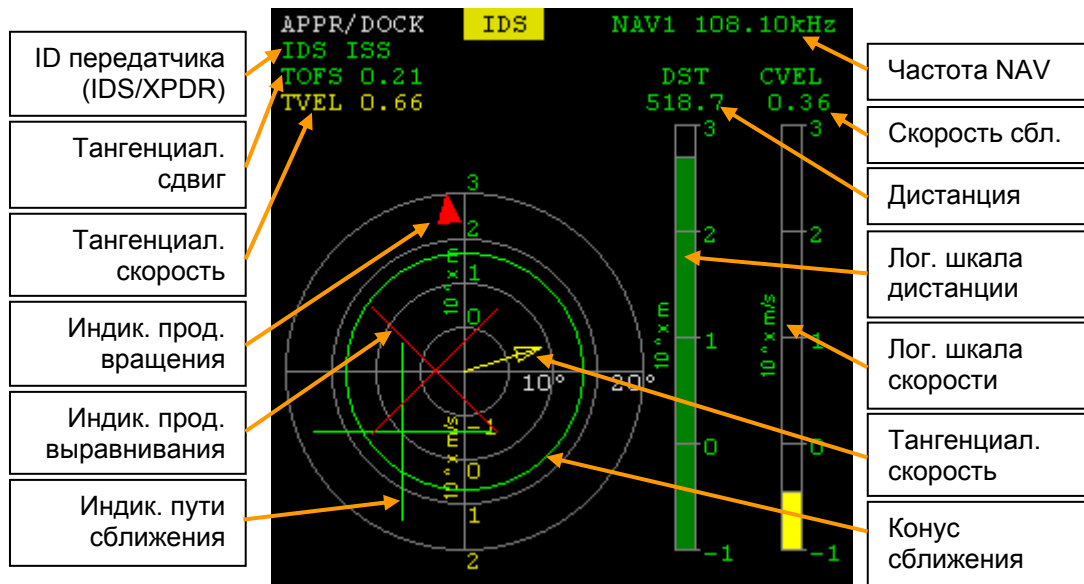 APPR/DOCK IDS NAV1 108.10kHz
IDS ISS
TOFS 0.21 DST CVEL
TVEL 0.66 518.7 0.36
ID передатчика
(IDS/XPDR)
Тангенциал.
сдвиг
Тангенциал.
скорость
Индик. прод.
вращения
Индик. прод.
выравнивания
Индик. пути
сближения
3
2
1
0
10^x m
10° 20°
-1
0
1
2
10^x m/s
3
2
1
0
-1
10^x m
3
2
1
0
-1
10^x m/s
Частота NAV
Скорость сбл.
Дистанция
Лог. шкала
дистанции
Лог. шкала
скорости
Тангенциал.
скорость
Конус
сближения